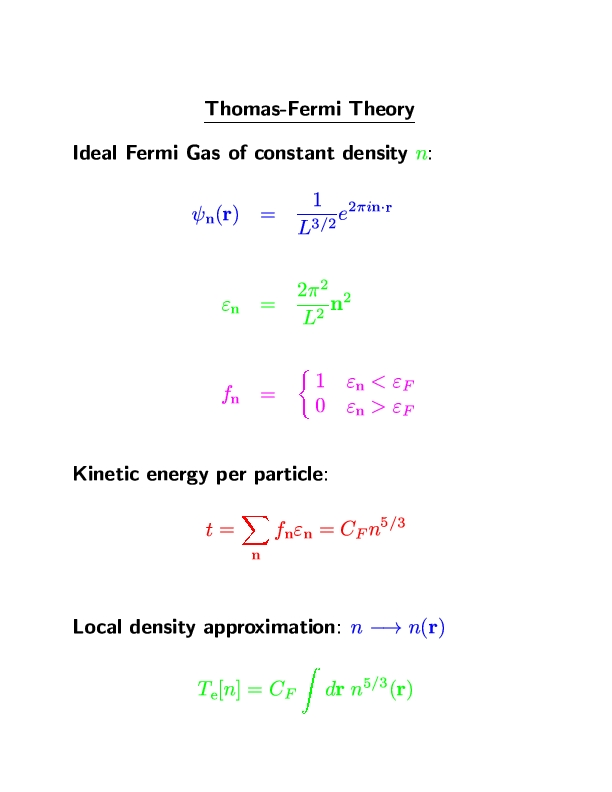 Thomas-Fermi Theory
Ideal Fermi Gas of constant density n:
ψ_n(r) = 1/L^{3/2} e^{2πin·r}
ε_n = 2π²/L² n²
f_n = { 1 ε_n < ε_F
0 ε_n > ε_F
Kinetic energy per particle:
t = ∑_n f_n ε_n = C_F n^{5/3}
Local density approximation: n ⟶ n(r)
T_e[n] = C_F ∫ dr n^{5/3}(r)